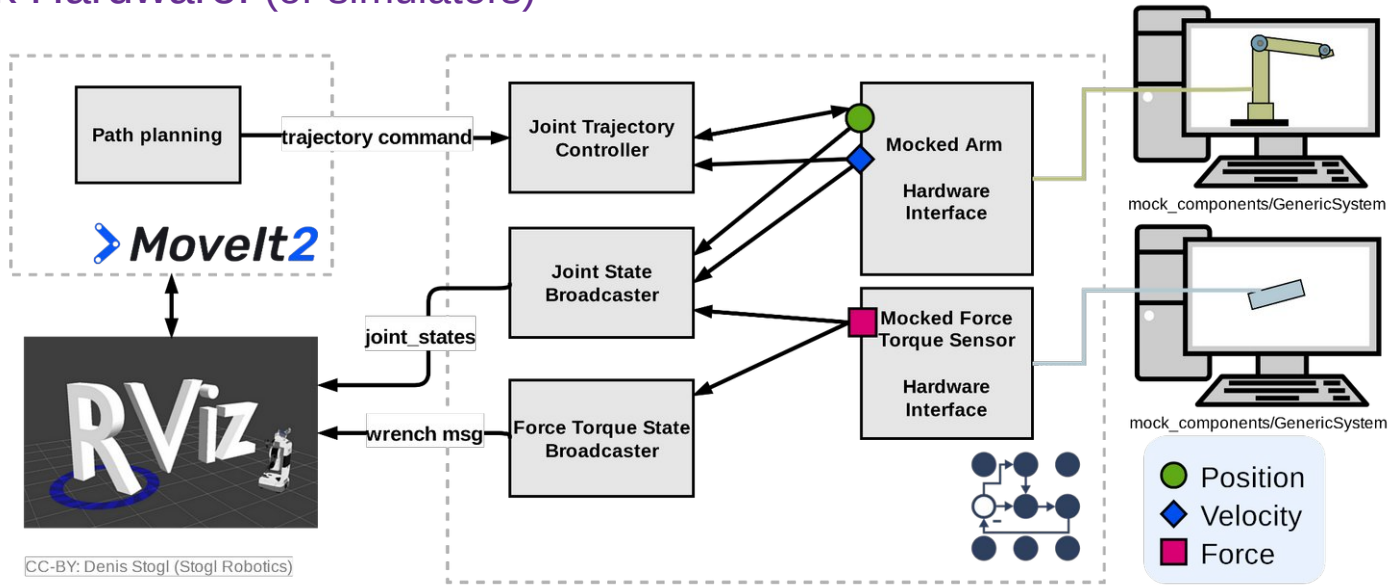 Hardware: (or simulators)
Path planning
trajectory command
Joint Trajectory
Controller
Mocked Arm
Hardware
Interface
mock_components/GenericSystem
MoveIt2
Joint State
Broadcaster
joint_states
Mocked Force
Torque Sensor
Hardware
Interface
mock_components/GenericSystem
RViz
wrench msg
Force Torque State
Broadcaster
Position
Velocity
Force
CC-BY: Denis Stogl (Stogl Robotics)